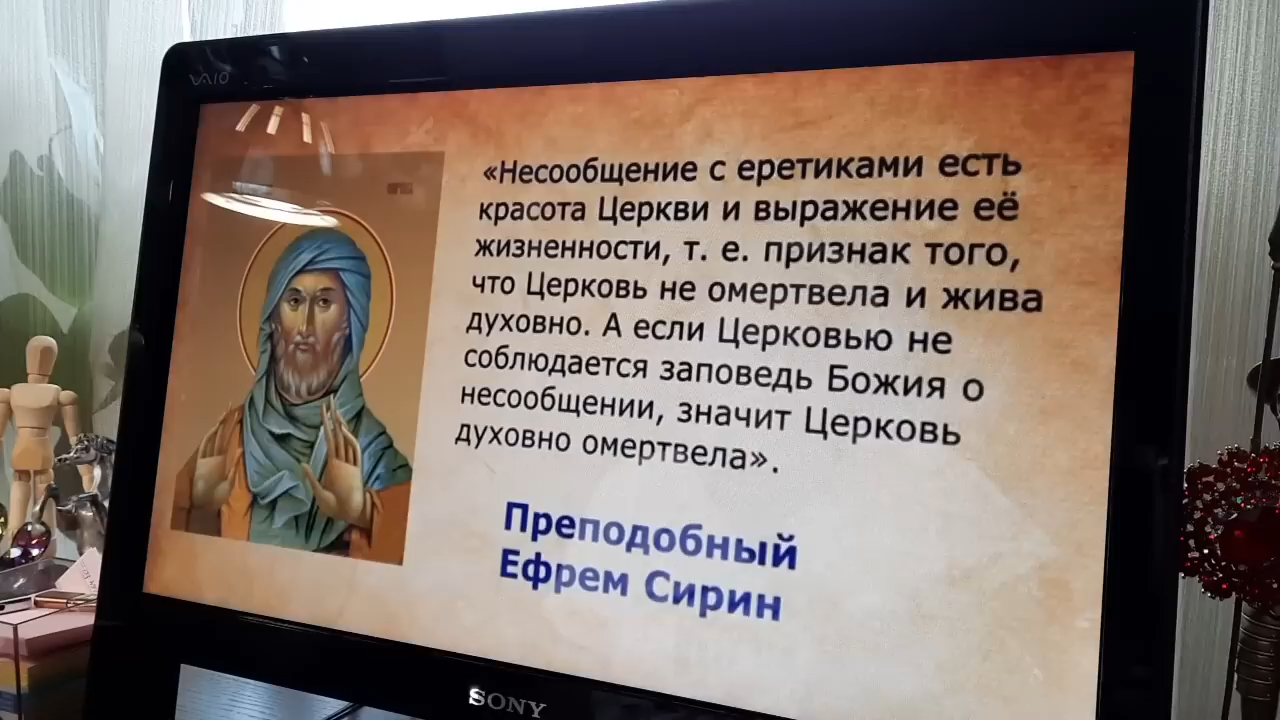 VAIO
«Несообщение с еретиками есть
красота Церкви и выражение её
жизненности, т. е. признак того,
что Церковь не омертвела и жива
духовно. А если Церковью не
соблюдается заповедь Божия о
несообщении, значит Церковь
духовно омертвела».
Преподобный
Ефрем Сирин
SONY